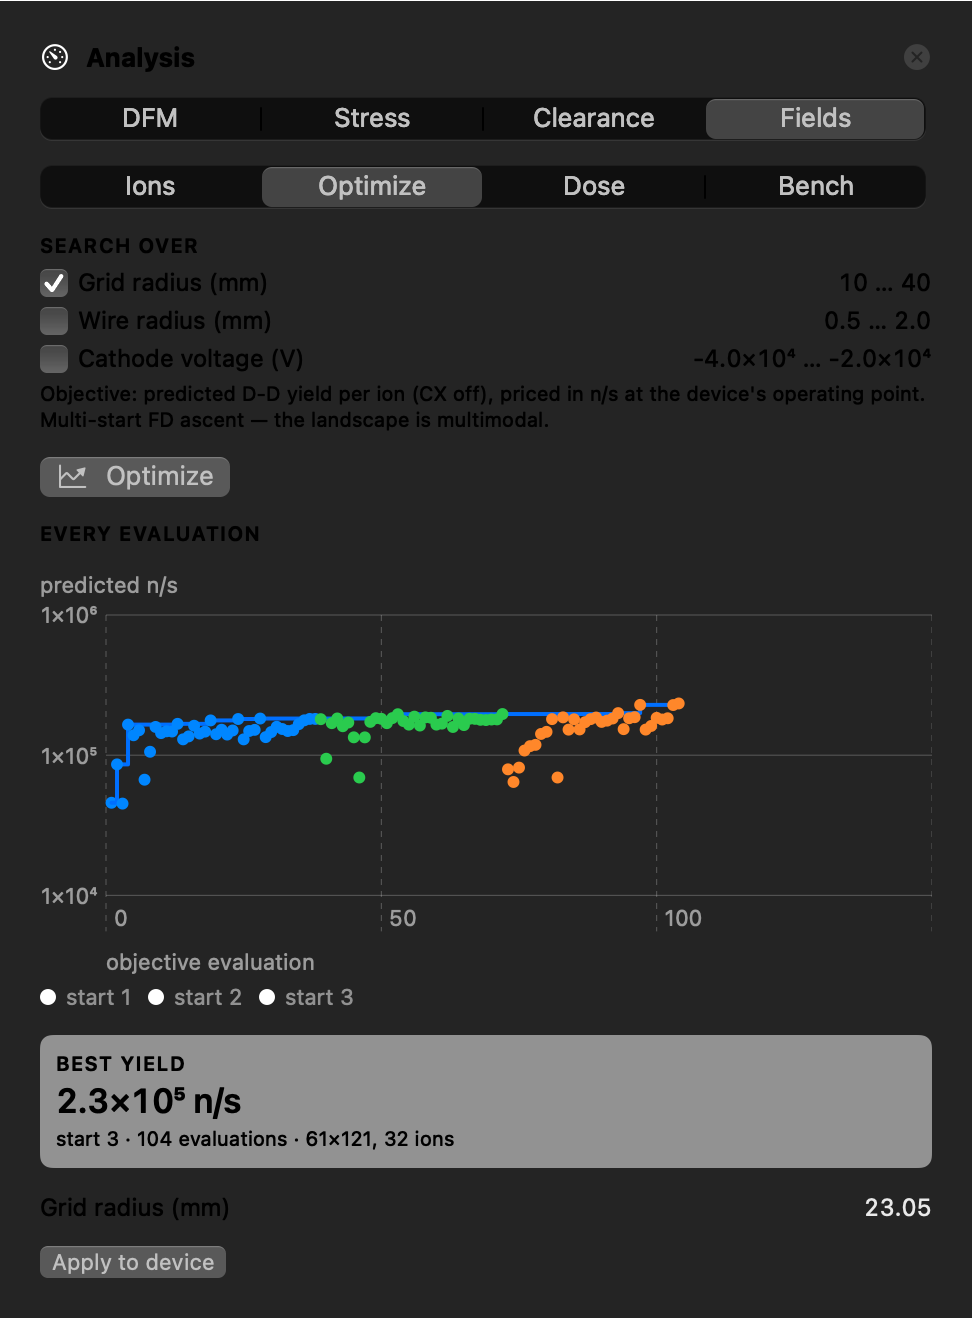 Analysis
DFM Stress Clearance Fields
Ions Optimize Dose Bench
SEARCH OVER
Grid radius (mm) 10 ... 40
Wire radius (mm) 0.5 ... 2.0
Cathode voltage (V) -4.0×10⁴ ... -2.0×10⁴
Objective: predicted D-D yield per ion (CX off), priced in n/s at the device's operating point.
Multi-start FD ascent — the landscape is multimodal.
Optimize
EVERY EVALUATION
predicted n/s
1×10⁶
1×10⁵
1×10⁴
0 50 100
objective evaluation
start 1 start 2 start 3
BEST YIELD
2.3×10⁵ n/s
start 3 · 104 evaluations · 61×121, 32 ions
Grid radius (mm) 23.05
Apply to device